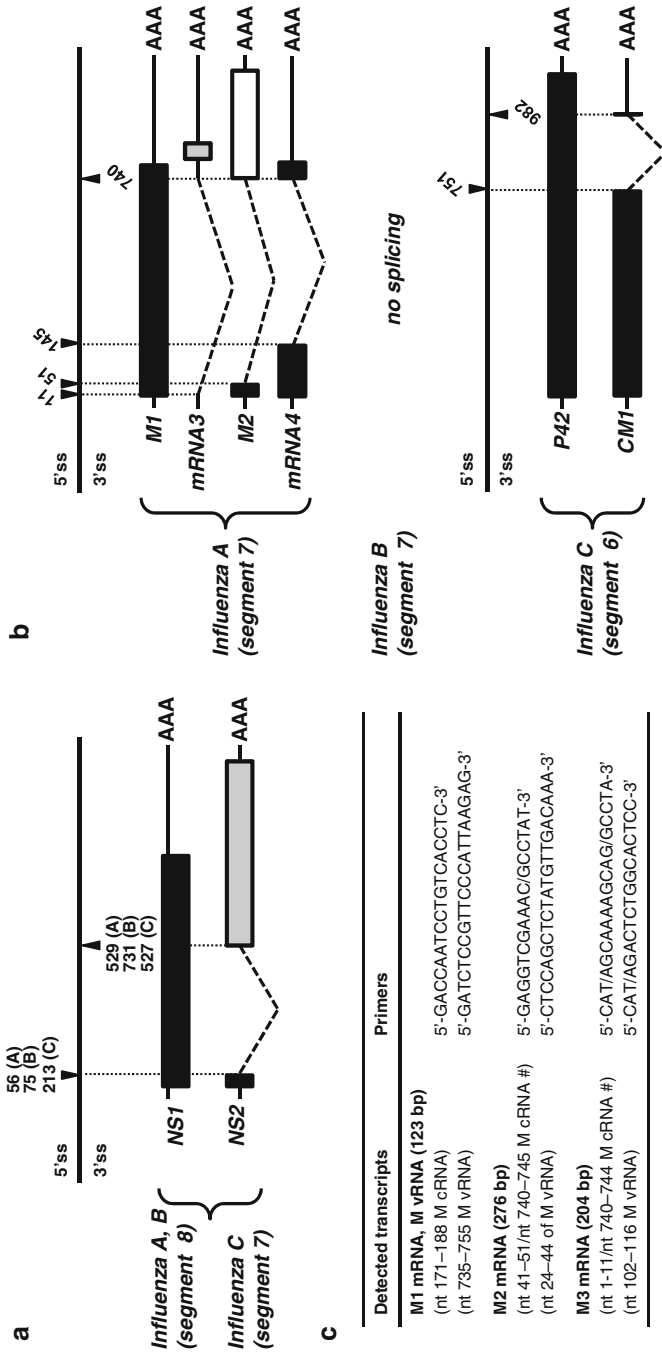 a
5'ss
3'ss
56 (A)
75 (B)
213 (C)
529 (A)
731 (B)
527 (C)
Influenza A, B
(segment 8)
Influenza C
(segment 7)
NS1
AAA
NS2
AAA
b
5'ss
3'ss
11
51
145
740
Influenza A
(segment 7)
M1
AAA
mRNA3
AAA
M2
AAA
mRNA4
AAA
Influenza B
(segment 7)
no splicing
5'ss
3'ss
751
982
Influenza C
(segment 6)
P42
AAA
CM1
AAA
c
Detected transcripts Primers
M1 mRNA, M vRNA (123 bp)
(nt 171–188 M cRNA) 5'-GACCAATCCTGTCACCTC-3'
(nt 735–755 M vRNA) 5'-GATCTCCGTTCCCATTAAGAG-3'
M2 mRNA (276 bp)
(nt 41–51/nt 740–745 M cRNA #) 5'-GAGGTCGAAAC/GCCTAT-3'
(nt 24–44 of M vRNA) 5'-CTCCAGCTCTATGTTGACAAA-3'
M3 mRNA (204 bp)
(nt 1-11/nt 740–744 M cRNA #) 5'-CAT/AGCAAAAGCAG/GCCTA-3'
(nt 102–116 M vRNA) 5'-CAT/AGACTCTGGCACTCC-3'